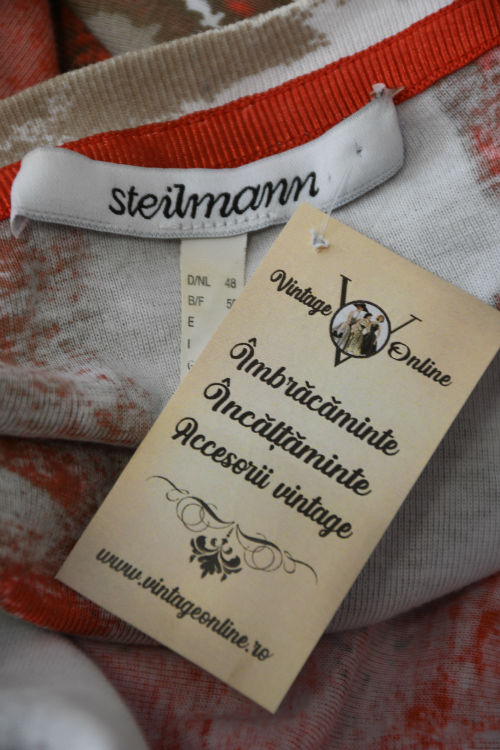 steilmann
D/NL 48
B/F
E
I
Vintage Online
V
Îmbrăcăminte
Încălțăminte
Accesorii vintage
www.vintageonline.ro